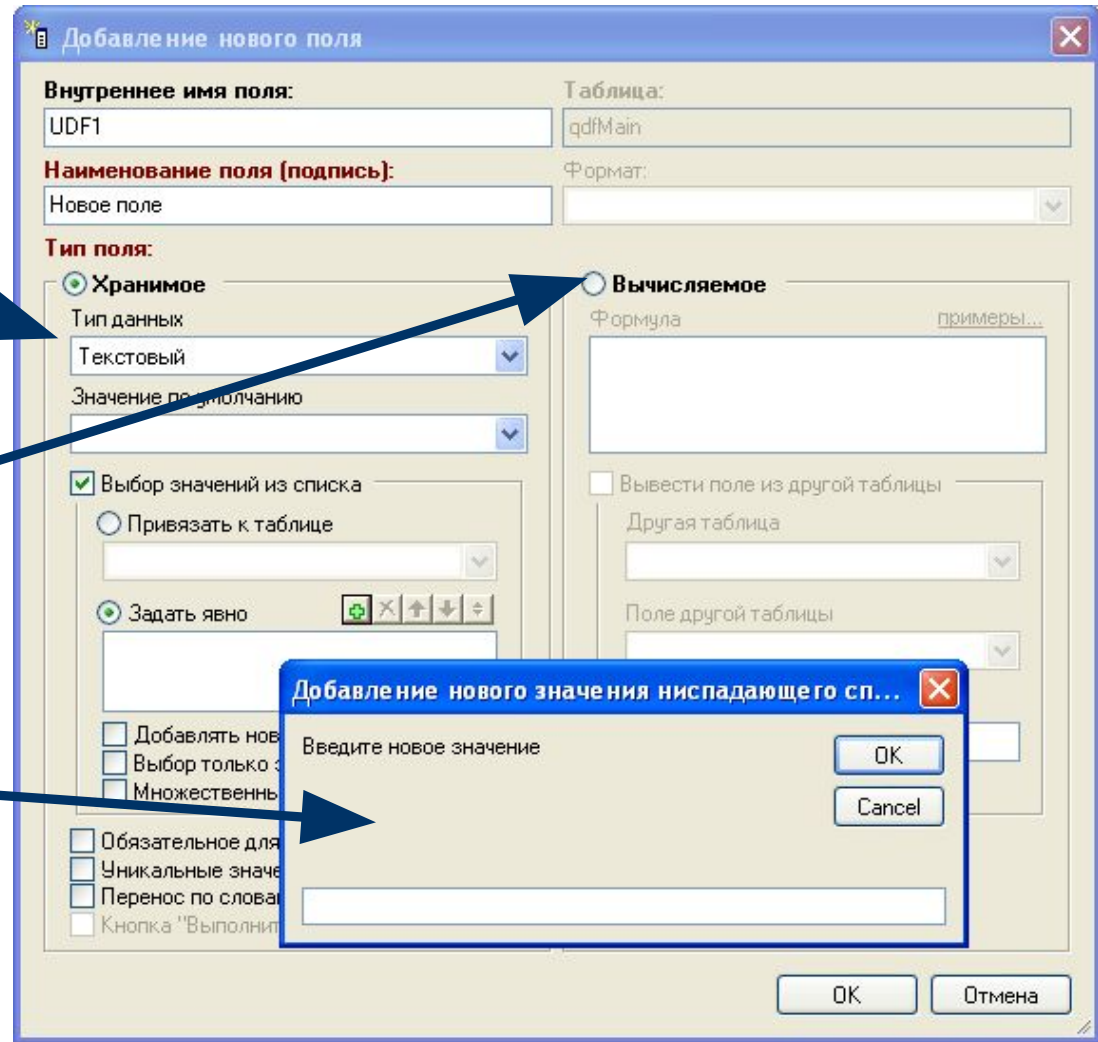 Добавление нового поля
Внутреннее имя поля:
Таблица:
UDF1
qdfMain
Наименование поля (подпись):
Формат:
Новое поле
Тип поля:
Хранимое
Вычисляемое
Тип данных
Формула
примеры...
Текстовый
Значение по умолчанию
Выбор значений из списка
Вывести поле из другой таблицы
Привязать к таблице
Другая таблица
Задать явно
Поле другой таблицы
Добавление нового значения ниспадающего сп...
Добавлять нов
Введите новое значение
OK
Выбор только
Множественны
Cancel
Обязательное для
Уникальные значе
Перенос по слова
Кнопка "Выполнит
OK
Отмена